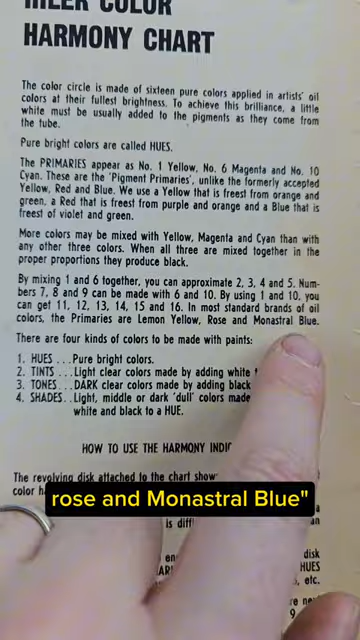 HILER COLOR
HARMONY CHART
The color circle is made of sixteen pure colors applied in artists' oil
colors at their fullest brightness. To achieve this brilliance, a little
white must be usually added to the pigments as they come from
the tube.
Pure bright colors are called HUES.
The PRIMARIES appear as No. 1 Yellow, No. 6 Magenta and No. 10
Cyan. These are the 'Pigment Primaries', unlike the formerly accepted
Yellow, Red and Blue. We use a Yellow that is freest from orange and
green, a Red that is freest from purple and orange and a Blue that is
freest of violet and green.
More colors may be mixed with Yellow, Magenta and Cyan than with
any other three colors. When all three are mixed together in the
proper proportions they produce black.
By mixing 1 and 6 together, you can approximate 2, 3, 4 and 5. Num-
bers 7, 8 and 9 can be made with 6 and 10. By using 1 and 10, you
can get 11, 12, 13, 14, 15 and 16. In most standard brands of oil
colors, the Primaries are Lemon Yellow, Rose and Monastral Blue.
There are four kinds of colors to be made with paints:
1. HUES ...Pure bright colors.
2. TINTS ...Light clear colors made by adding white
3. TONES...DARK clear colors made by adding black
4. SHADES..Light, middle or dark 'dull' colors made
white and black to a HUE.
HOW TO USE THE HARMONY
The revolving disk attached to the chart
color
rose and Monastral Blue"
is
an
disk
HUES
etc.